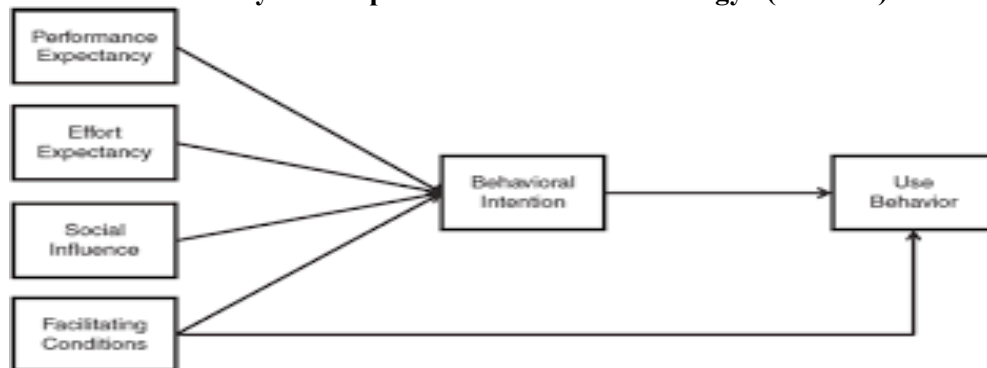 Performance
Expectancy
Effort
Expectancy
Social
Influence
Facilitating
Conditions
Behavioral
Intention
Use
Behavior